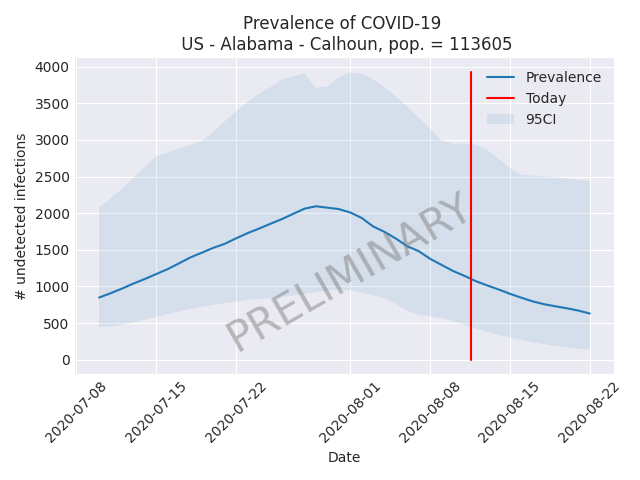 Prevalence of COVID-19
US - Alabama - Calhoun, pop. = 113605
# undetected infections
4000
3500
3000
2500
2000
1500
1000
500
0
Prevalence
Today
95CI
PRELIMINARY
2020-07-08
2020-07-15
2020-07-22
2020-08-01
2020-08-08
2020-08-15
2020-08-22
Date